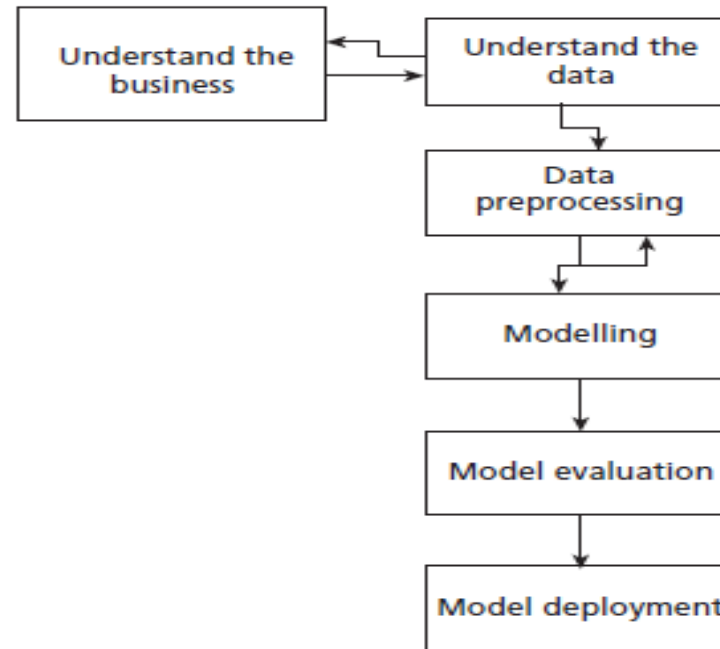 Understand the
business
Understand the
data
Data
preprocessing
Modelling
Model evaluation
Model deployment